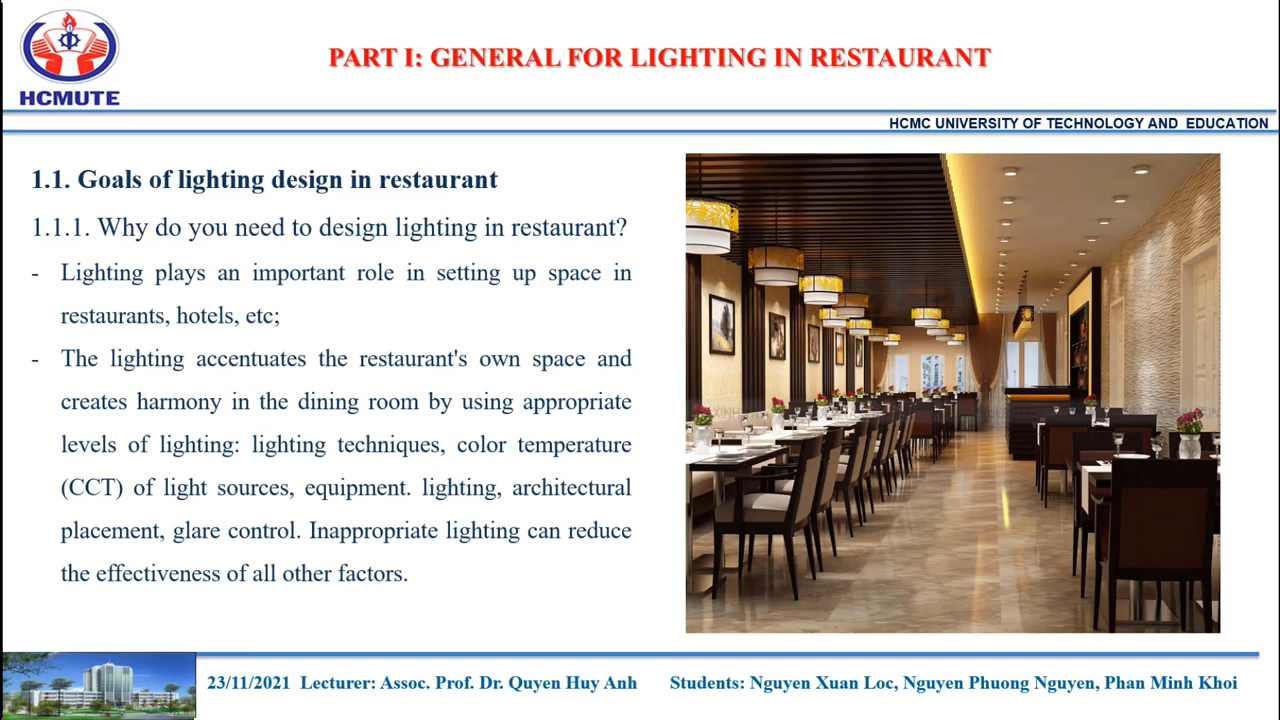 HCMUTE
PART I: GENERAL FOR LIGHTING IN RESTAURANT
HCMC UNIVERSITY OF TECHNOLOGY AND EDUCATION
1.1. Goals of lighting design in restaurant
1.1.1. Why do you need to design lighting in restaurant?
- Lighting plays an important role in setting up space in
restaurants, hotels, etc;
- The lighting accentuates the restaurant's own space and
creates harmony in the dining room by using appropriate
levels of lighting: lighting techniques, color temperature
(CCT) of light sources, equipment. lighting, architectural
placement, glare control. Inappropriate lighting can reduce
the effectiveness of all other factors.
23/11/2021 Lecturer: Assoc. Prof. Dr. Quyen Huy Anh Students: Nguyen Xuan Loc, Nguyen Phuong Nguyen, Phan Minh Khoi